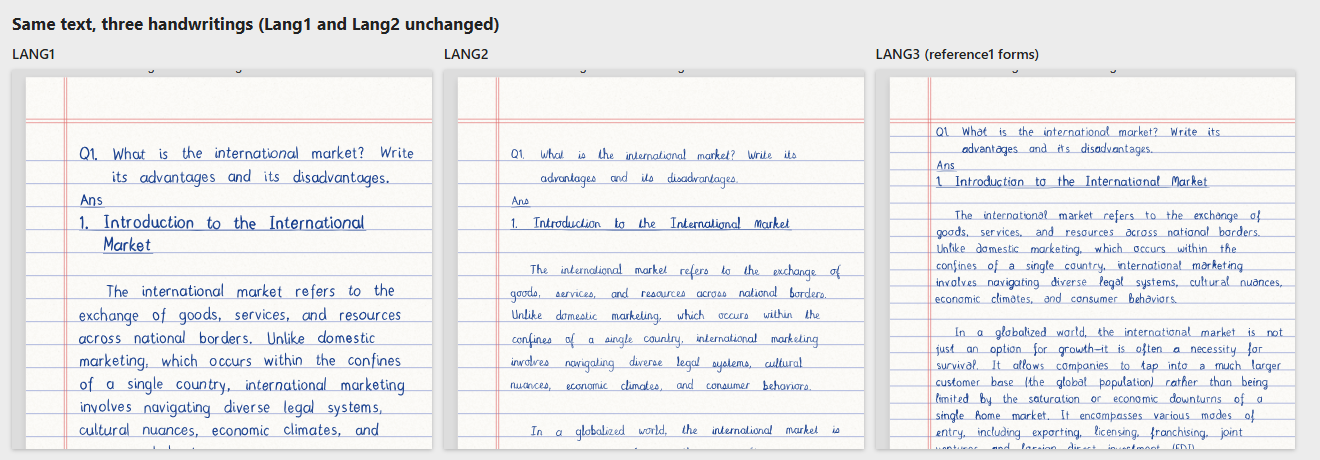 Same text, three handwritings (Lang1 and Lang2 unchanged)
LANG1
Q1. What is the international market? Write
its advantages and its disadvantages.
Ans
1. Introduction to the International
Market
The international market refers to the
exchange of goods, services, and resources
across national borders. Unlike domestic
marketing, which occurs within the confines
of a single country, international marketing
involves navigating diverse legal systems,
cultural nuances, economic climates, and
LANG2
Q1. What is the international market? Write its
advantages and its disadvantages.
Ans
1. Introduction to the International Market
The international market refers to the exchange of
goods, services, and resources across national borders.
Unlike domestic marketing, which occurs within the
confines of a single country, international marketing
involves navigating diverse legal systems, cultural
nuances, economic climates, and consumer behaviors.
In a globalized world, the international market is
LANG3 (reference1 forms)
Q1 What is the international market? Write its
advantages and its disadvantages.
Ans
1. Introduction to the International Market
The international market refers to the exchange of
goods, services, and resources across national borders.
Unlike domestic marketing, which occurs within the
confines of a single country, international marketing
involves navigating diverse legal systems, cultural nuances,
economic climates, and consumer behaviors.
In a globalized world, the international market is not
just an option for growth—it is often a necessity for
survival. It allows companies to tap into a much larger
customer base (the global population) rather than being
limited by the saturation or economic downturns of a
single home market. It encompasses various modes of
entry, including exporting, licensing, franchising, joint
ventures and foreign direct investment (FDI)